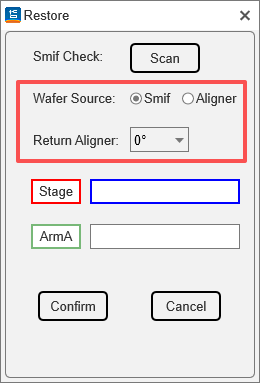 Restore
Smif Check: Scan
Wafer Source: Smif Aligner
Return Aligner: 0°
Stage
ArmA
Confirm Cancel